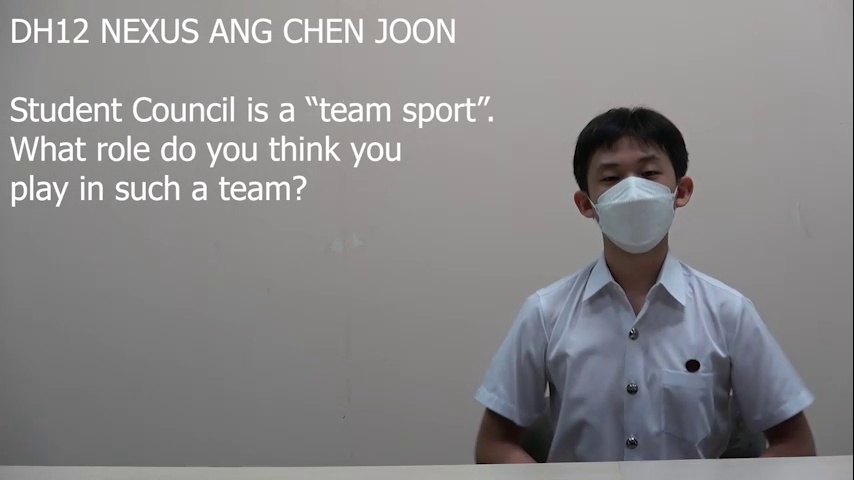 DH12 NEXUS ANG CHEN JOON
Student Council is a “team sport”.
What role do you think you
play in such a team?